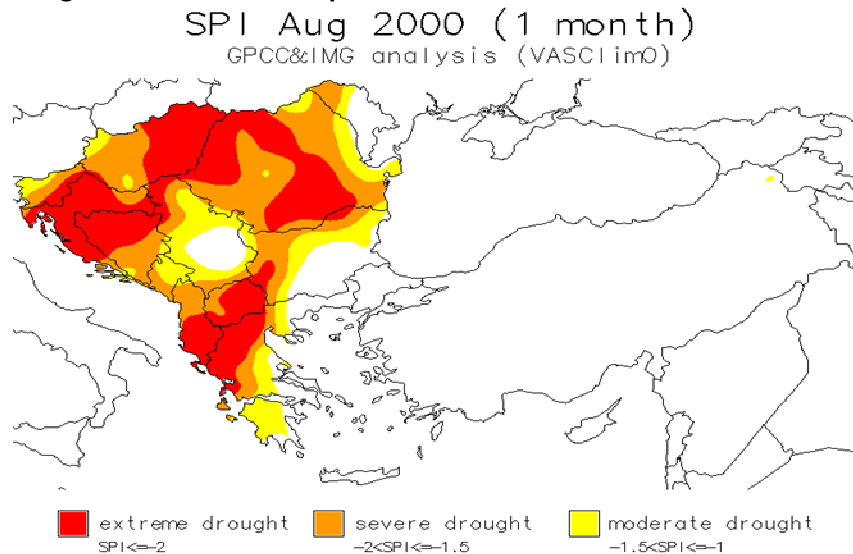 SPI Aug 2000 (1 month)
GPCC&IMG analysis (VASClimO)
extreme drought
SPI<=-2
severe drought
-2<SPI<=-1.5
moderate drought
-1.5<SPI<=-1